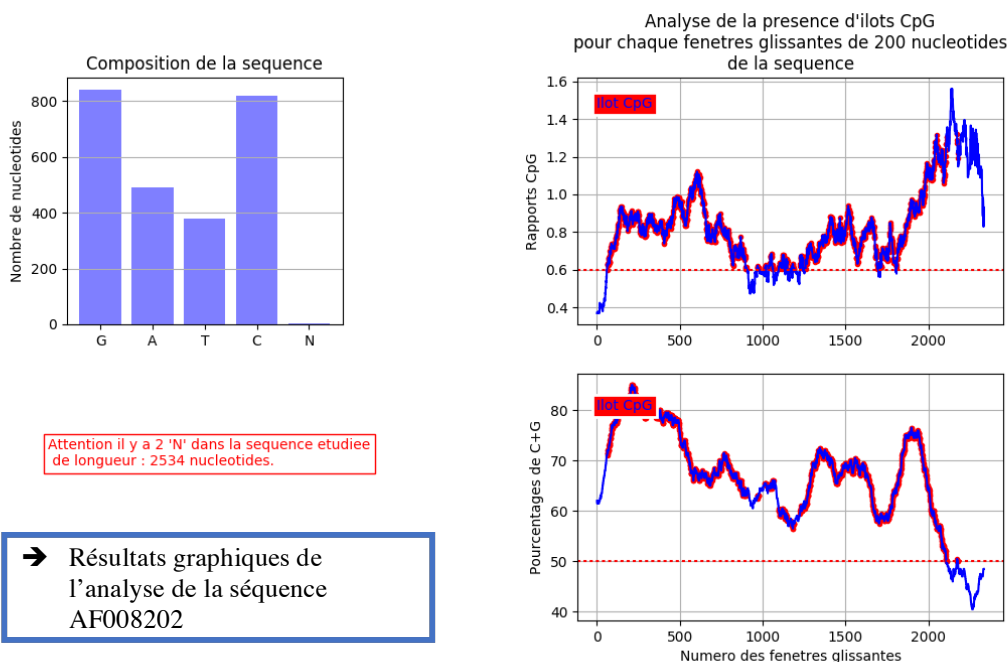 Composition de la sequence
Nombre de nucleotides
800
600
400
200
0
G A T C N
Attention il y a 2 'N' dans la sequence etudiee
de longueur : 2534 nucleotides.
➔ Résultats graphiques de
l'analyse de la séquence
AF008202
Analyse de la presence d'ilots CpG
pour chaque fenetres glissantes de 200 nucleotides
de la sequence
Ilot CpG
Rapports CpG
1.6
1.4
1.2
1.0
0.8
0.6
0.4
0 500 1000 1500 2000
Ilot CpG
Pourcentages de C+G
80
70
60
50
40
0 500 1000 1500 2000
Numero des fenetres glissantes